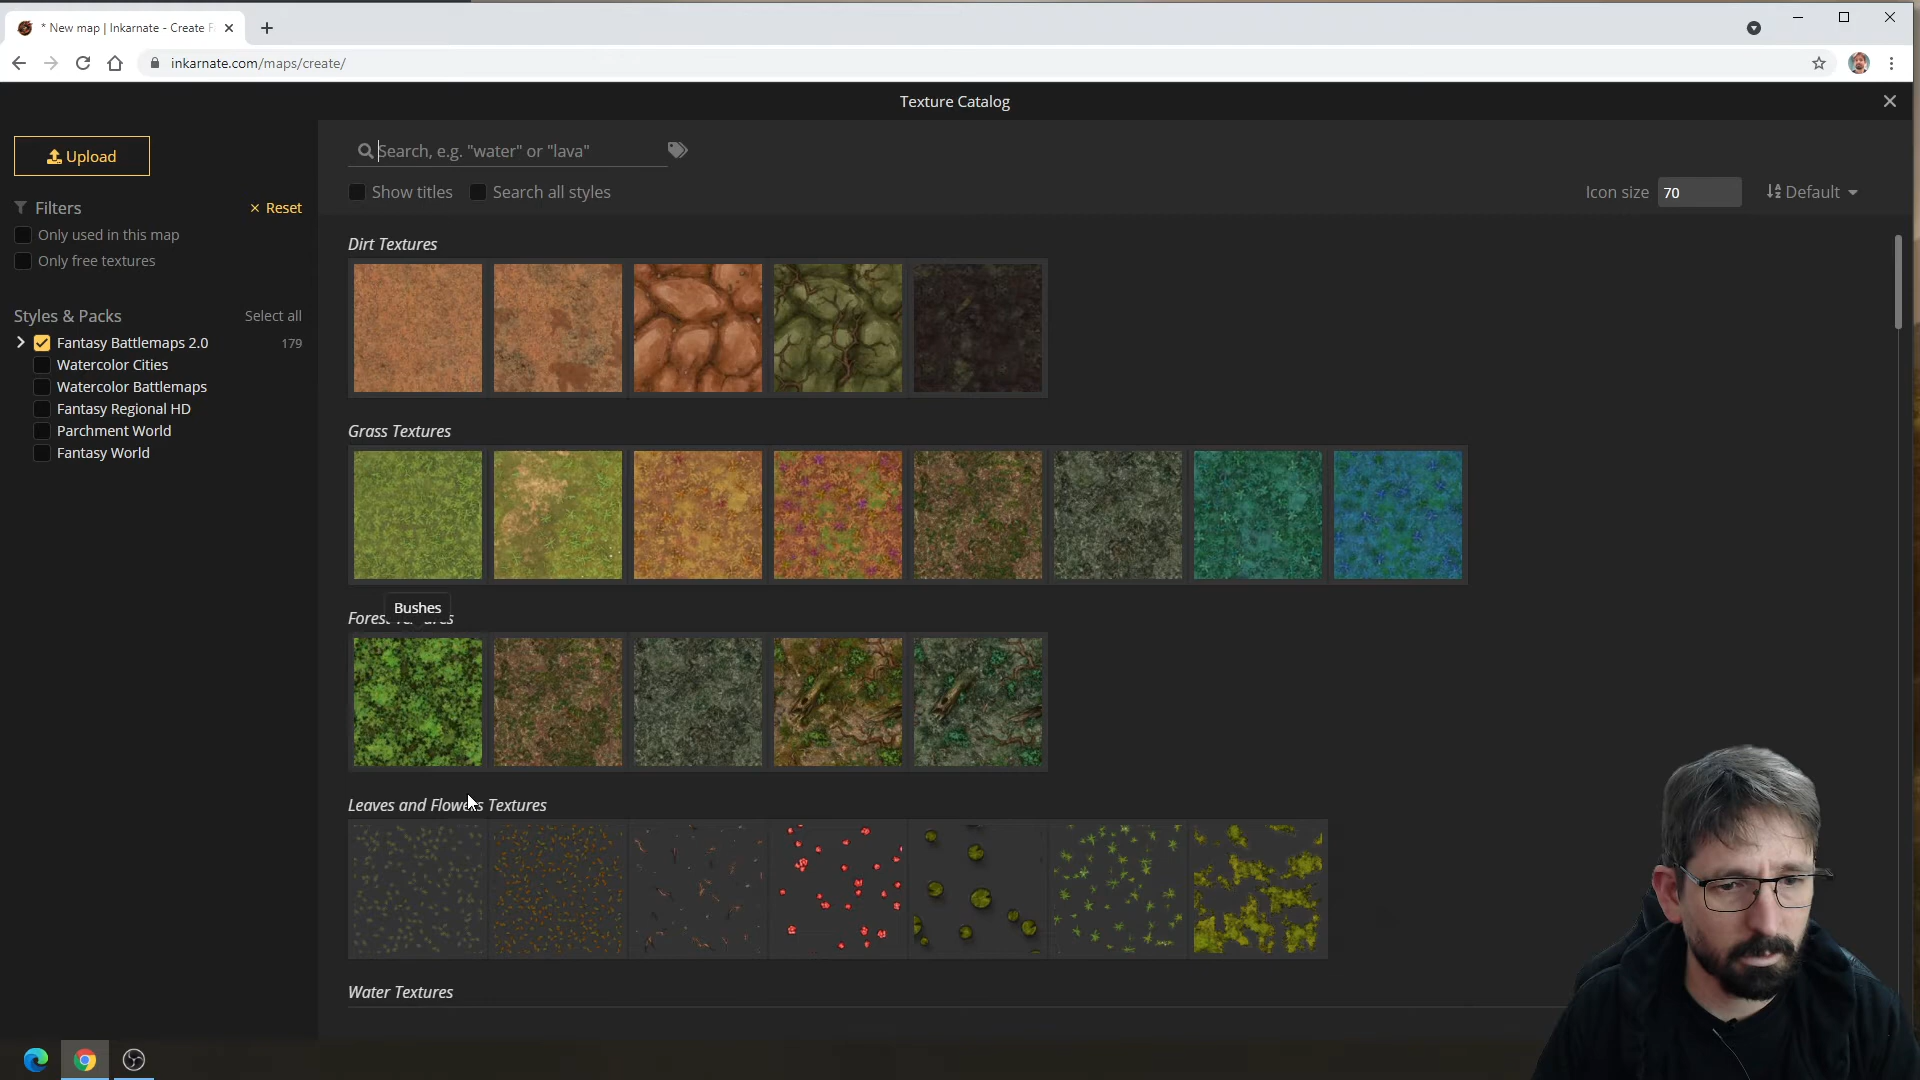 * New map | Inkarnate - Create F
inkarnate.com/maps/create/
Texture Catalog
Upload
Search, e.g. "water" or "lava"
Show titles
Search all styles
Icon size
70
Default
Filters
Reset
Only used in this map
Only free textures
Styles & Packs
Select all
Fantasy Battlemaps 2.0
179
Watercolor Cities
Watercolor Battlemaps
Fantasy Regional HD
Parchment World
Fantasy World
Dirt Textures
Grass Textures
Bushes
Forest Textures
Leaves and Flowers Textures
Water Textures